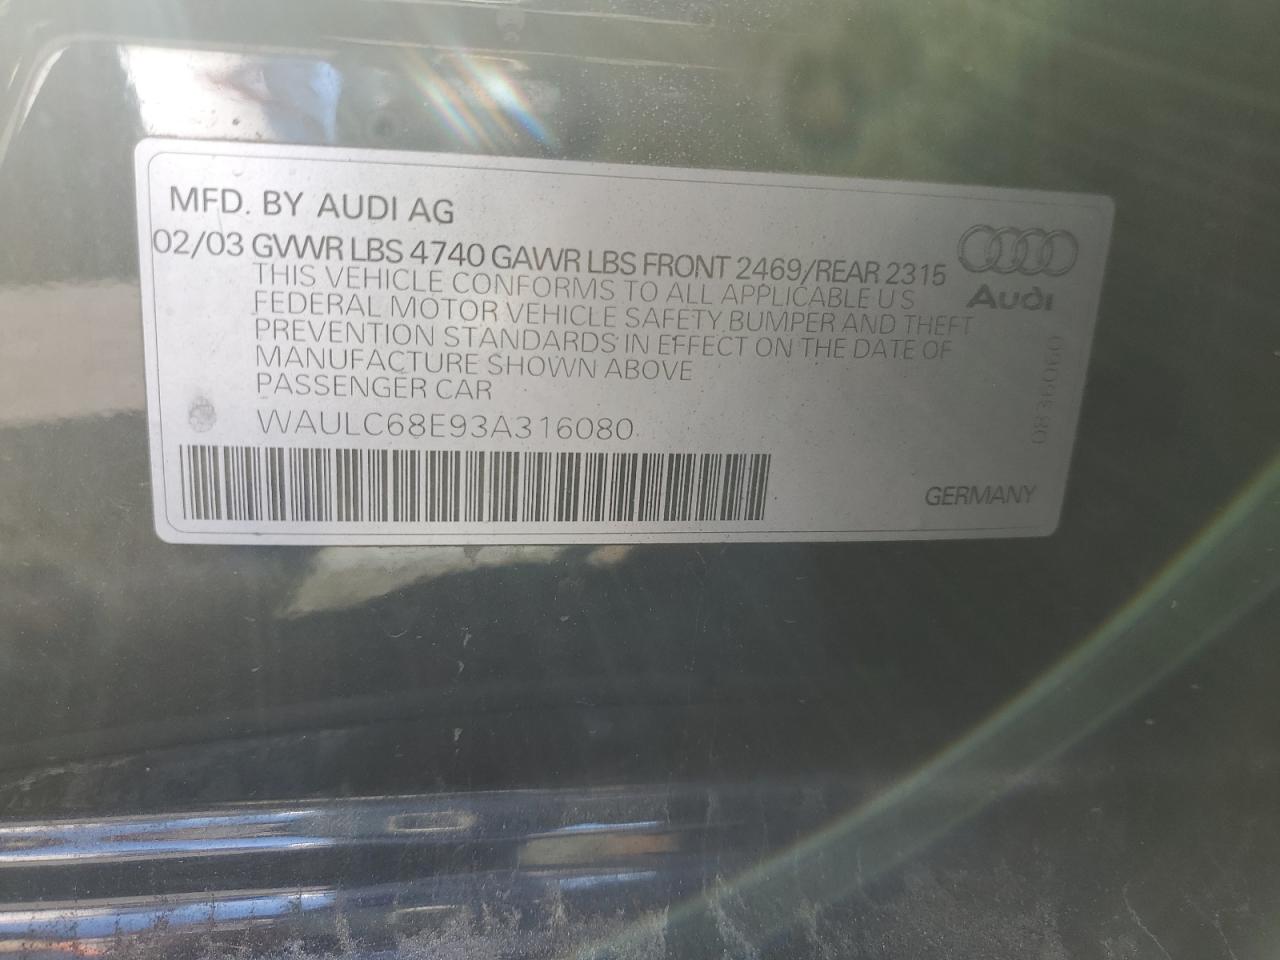 MFD. BY AUDI AG
02/03 GVWR LBS 4740 GAWR LBS FRONT 2469/REAR 2315
THIS VEHICLE CONFORMS TO ALL APPLICABLE U S
FEDERAL MOTOR VEHICLE SAFETY BUMPER AND THEFT
PREVENTION STANDARDS IN EFFECT ON THE DATE OF
MANUFACTURE SHOWN ABOVE
PASSENGER CAR
WAULC68E93A316080
Audi
0836060
GERMANY